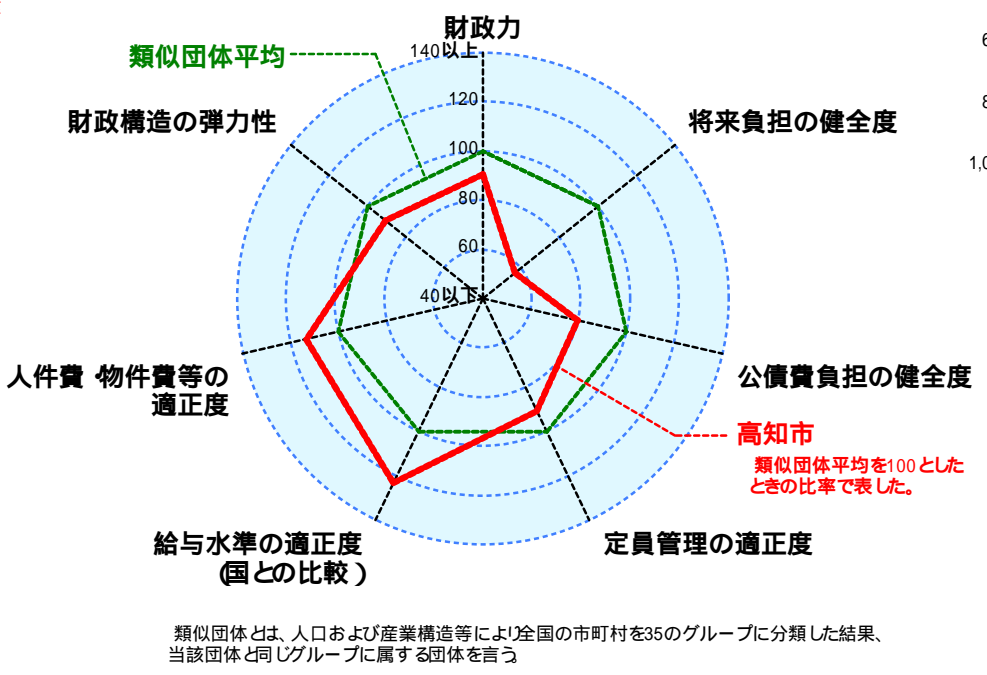 財政力
140以上
類似団体平均
120
財政構造の弾力性
将来負担の健全度
100
80
60
40以下
人件費・物件費等の
適正度
公債費負担の健全度
高知市
類似団体平均を100とした
ときの比率で表した。
給与水準の適正度
(国との比較)
定員管理の適正度
類似団体とは、人口および産業構造等により全国の市町村を35のグループに分類した結果、
当該団体と同じグループに属する団体を言う